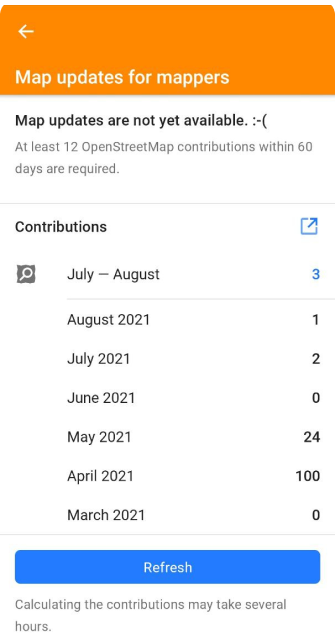 Map updates for mappers
Map updates are not yet available. :-(
At least 12 OpenStreetMap contributions within 60
days are required.
Contributions
July — August 3
August 2021 1
July 2021 2
June 2021 0
May 2021 24
April 2021 100
March 2021 0
Refresh
Calculating the contributions may take several
hours.